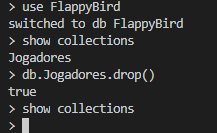 > use FlappyBird
switched to db FlappyBird
> show collections
Jogadores
> db.Jogadores.drop()
true
> show collections
>